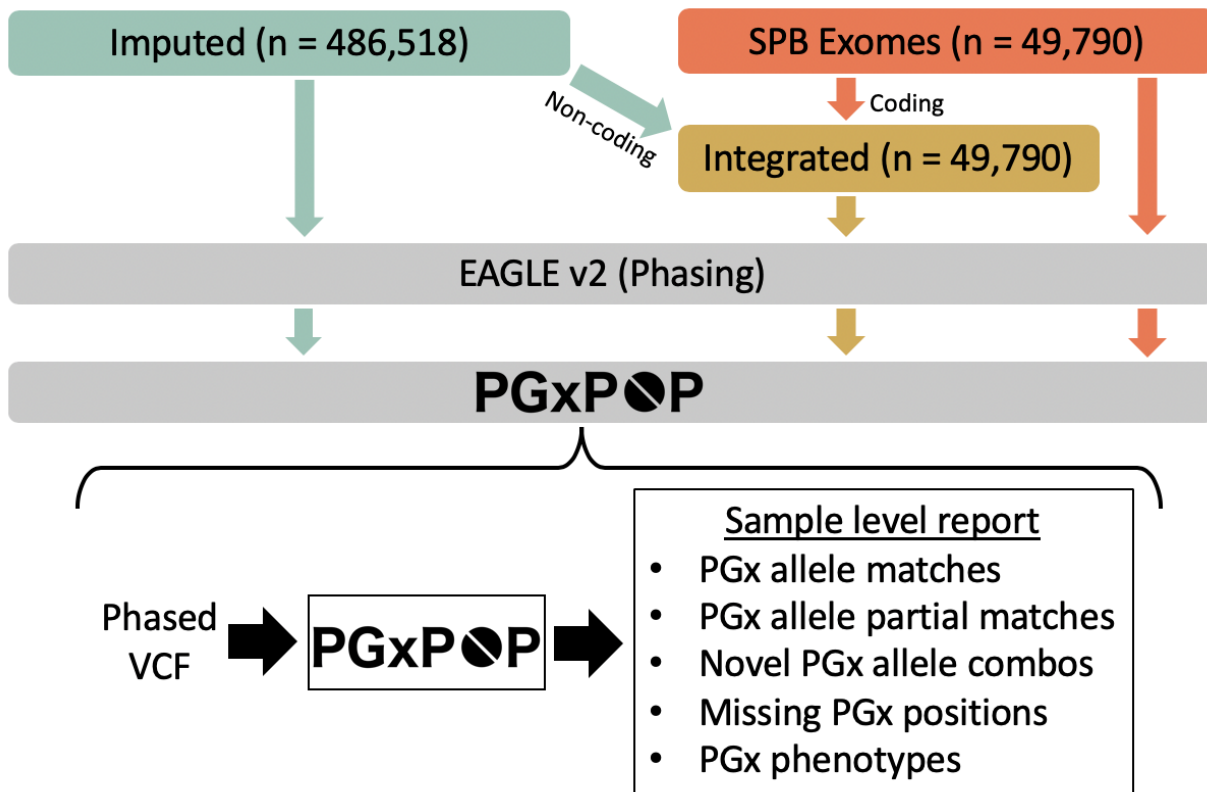 Imputed (n = 486,518)
SPB Exomes (n = 49,790)
Non-coding
Coding
Integrated (n = 49,790)
EAGLE v2 (Phasing)
PGxPOP
Sample level report
• PGx allele matches
• PGx allele partial matches
• Novel PGx allele combos
• Missing PGx positions
• PGx phenotypes
Phased
VCF
PGxPOP